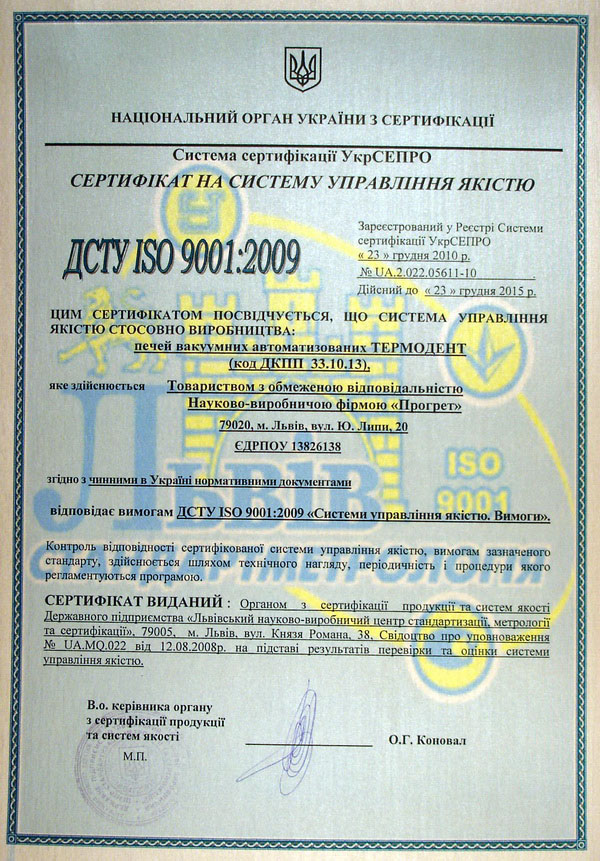 НАЦІОНАЛЬНИЙ ОРГАН УКРАЇНИ З СЕРТИФІКАЦІЇ
Система сертифікації УкрСЕПРО
СЕРТИФІКАТ НА СИСТЕМУ УПРАВЛІННЯ ЯКІСТЮ
Зареєстрований у Реєстрі Системи
сертифікації УкрСЕПРО
« 23 » грудня 2010 р.
№ UA.2.022.05611-10
Дійсний до « 23 » грудня 2015 р.
ДСТУ ISO 9001:2009
ЦИМ СЕРТИФІКАТОМ ПОСВІДЧУЄТЬСЯ, ЩО СИСТЕМА УПРАВЛІННЯ
ЯКІСТЮ СТОСОВНО ВИРОБНИЦТВА:
печей вакуумних автоматизованих ТЕРМОДЕНТ
(код ДКПП 33.10.13),
яке здійснюється Товариством з обмеженою відповідальністю
Науково-виробничою фірмою «Прогрет»
79020, м. Львів, вул. Ю. Липи, 20
ЄДРПОУ 13826138
згідно з чинними в Україні нормативними документами
відповідає вимогам ДСТУ ISO 9001:2009 «Системи управління якістю. Вимоги».
Контроль відповідності сертифікованої системи управління якістю, вимогам зазначеного
стандарту, здійснюється шляхом технічного нагляду, періодичність і процедури якого
регламентуються програмою.
СЕРТИФІКАТ ВИДАНИЙ : Органом з сертифікації продукції та систем якості
Державного підприємства «Львівський науково-виробничий центр стандартизації, метрології
та сертифікації», 79005, м. Львів, вул. Князя Романа, 38, Свідоцтво про уповноваження
№ UA.MQ.022 від 12.08.2008р. на підставі результатів перевірки та оцінки системи
управління якістю.
В.о. керівника органу
з сертифікації продукції
та систем якості
О.Г. Коновал
М.П.
ISO
9001
Львів
СТАНДАРТМЕТРОЛОГІЯ